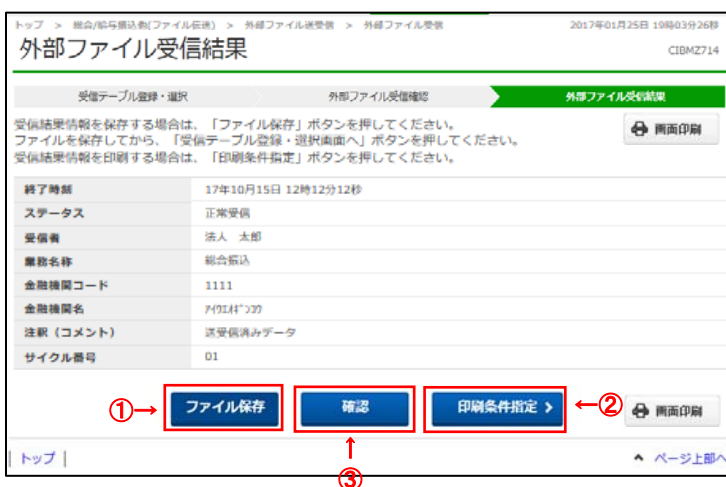 トップ > 総合/給与振込他(ファイル伝送) > 外部ファイル送受信 > 外部ファイル受信
2017年01月25日 19時03分26秒
外部ファイル受信結果
CIBMZ714
受信テーブル登録・選択
外部ファイル受信確認
外部ファイル受信結果
受信結果情報を保存する場合は、「ファイル保存」ボタンを押してください。
ファイルを保存してから、「受信テーブル登録・選択画面へ」ボタンを押してください。
受信結果情報を印刷する場合は、「印刷条件指定」ボタンを押してください。
画面印刷
終了時刻 17年10月15日 12時12分12秒
ステータス 正常受信
受信者 法人 太郎
業務名称 総合振込
金融機関コード 1111
金融機関名 アイウエオギンコウ
注釈（コメント） 送受信済みデータ
サイクル番号 01
①→ ファイル保存
確認
印刷条件指定 > ←②
画面印刷
↑
③
| トップ |
ページ上部へ